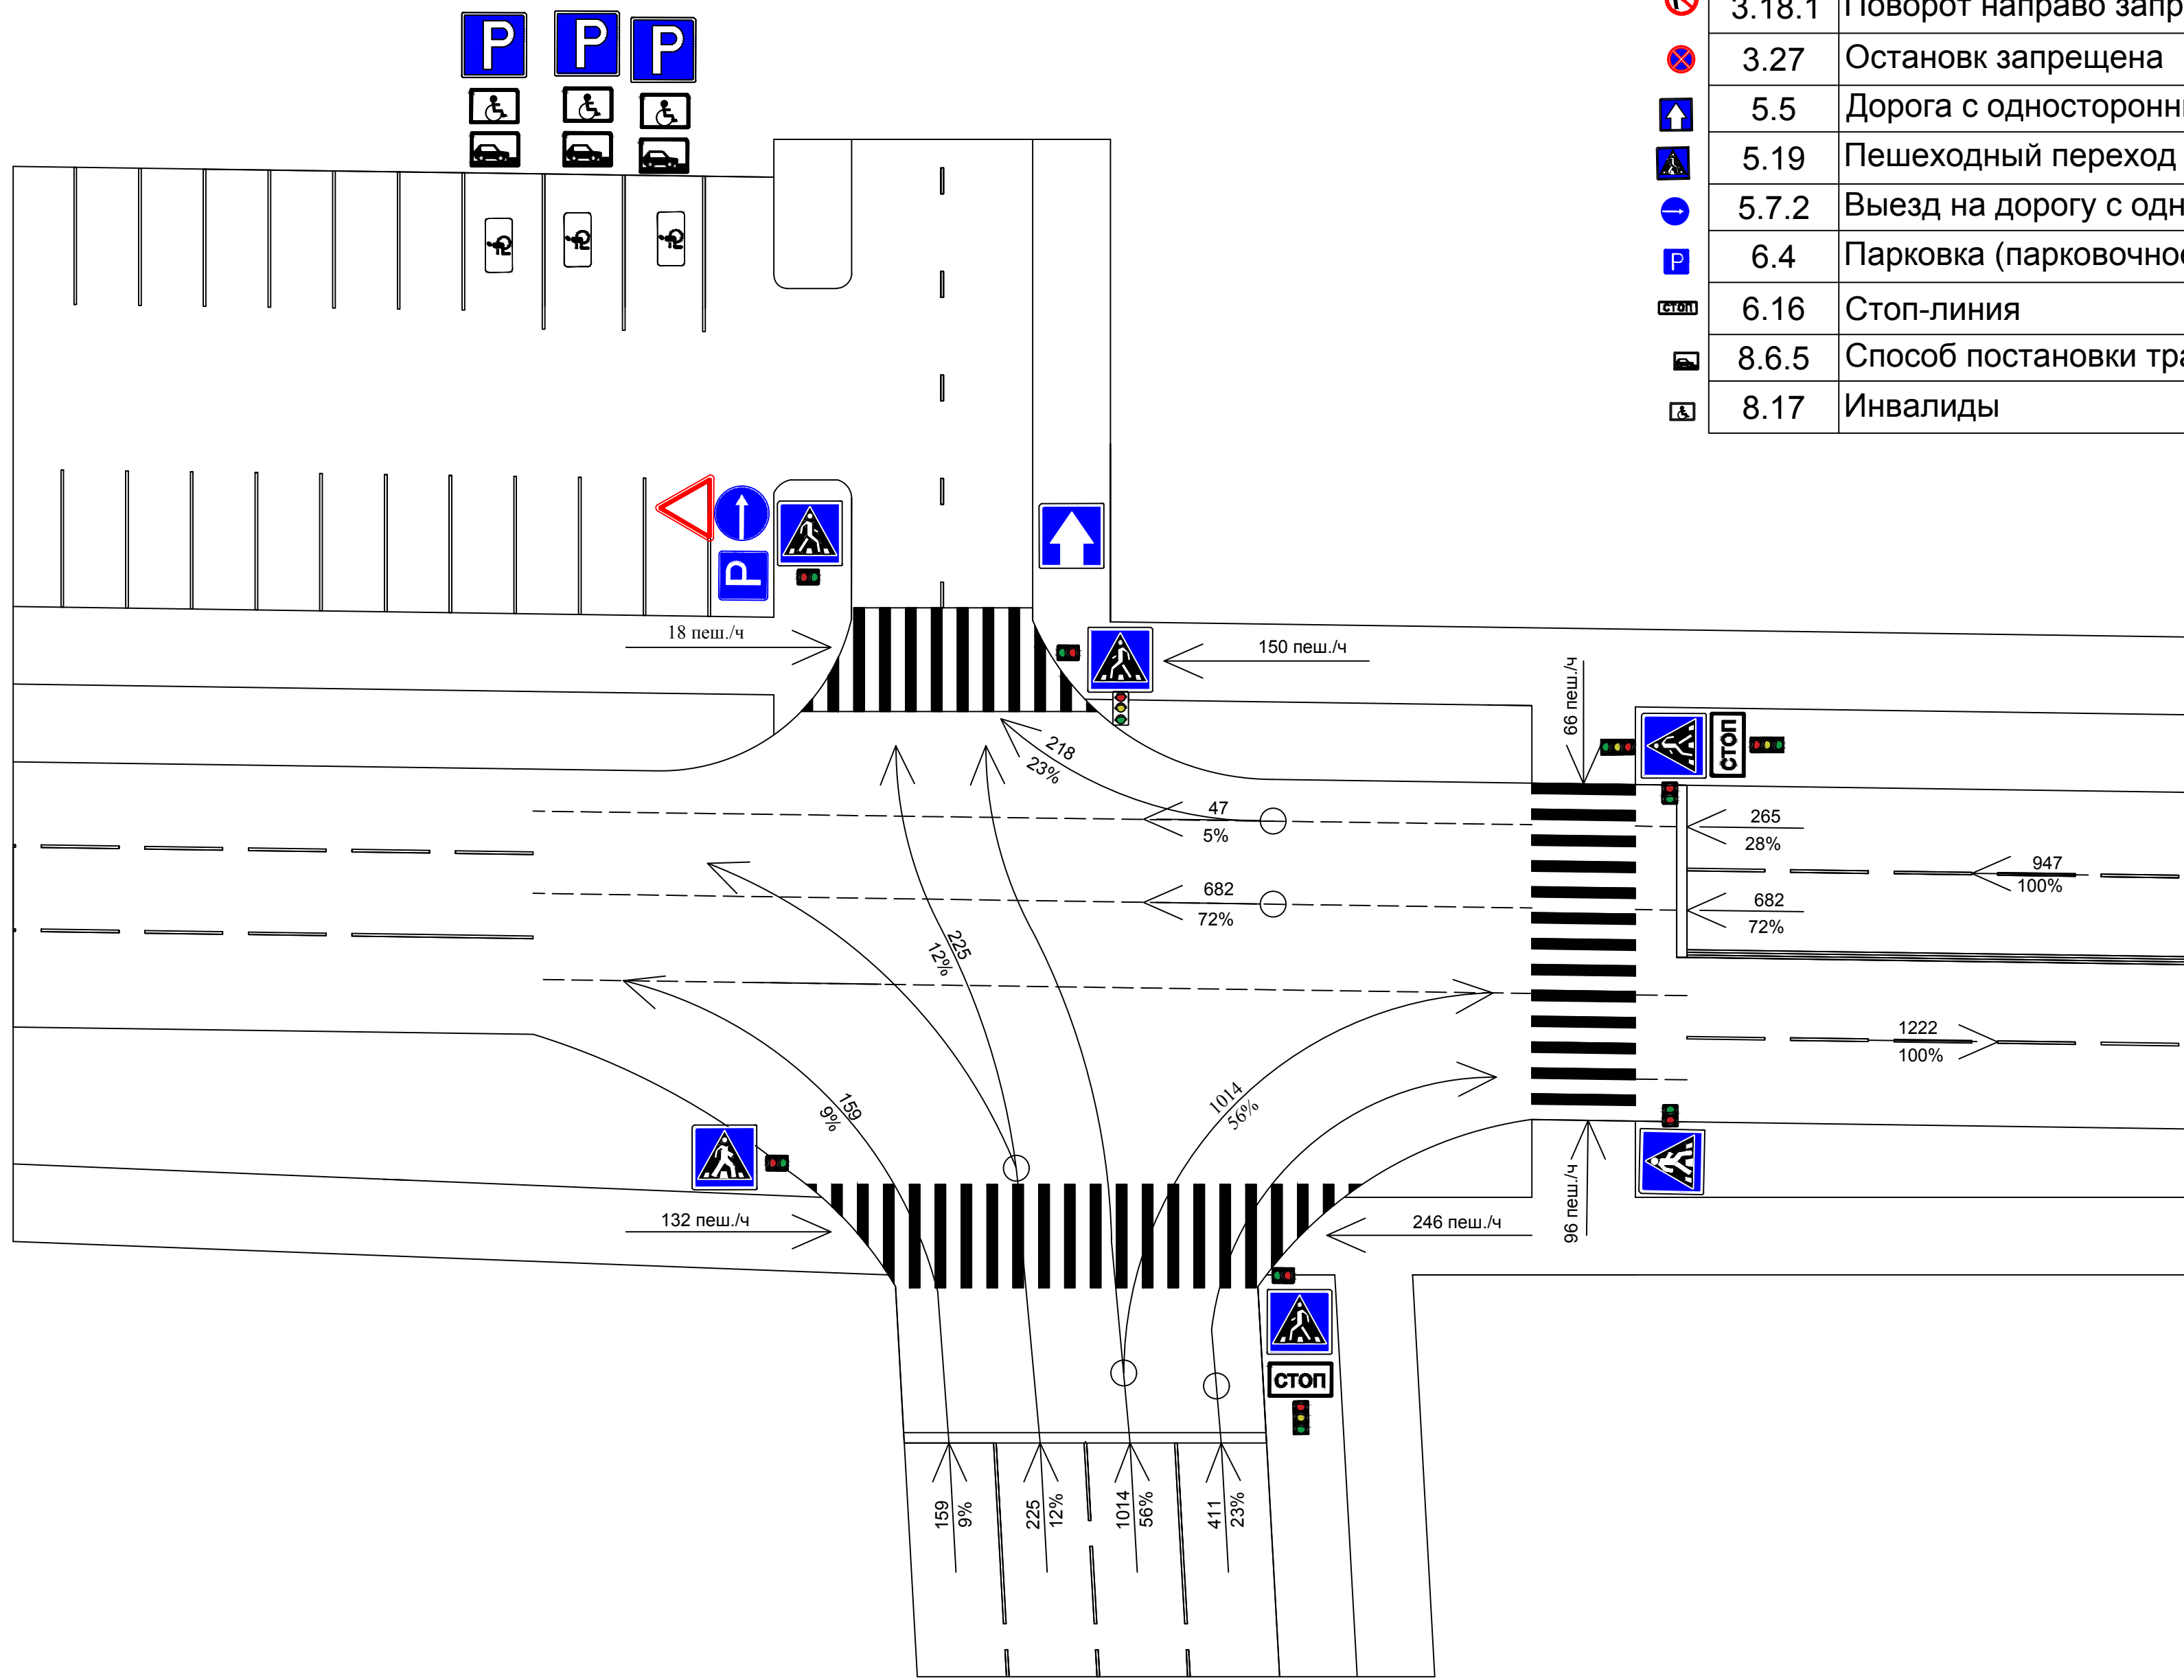 3.18.1 Поворот направо запр
3.27 Остановк запрещена
5.5 Дорога с односторонн
5.19 Пешеходный переход
5.7.2 Выезд на дорогу с одн
P 6.4 Парковка (парковочное
СТОП 6.16 Стоп-линия
8.6.5 Способ постановки тра
8.17 Инвалиды
P P P
P
18 пеш./ч
150 пеш./ч
66 пеш./ч
СТОП
218
23%
47
5%
265
28%
947
100%
682
72%
682
72%
225
12%
1222
100%
159
9%
1014
56%
132 пеш./ч
246 пеш./ч
96 пеш./ч
СТОП
159
9%
225
12%
1014
56%
411
23%